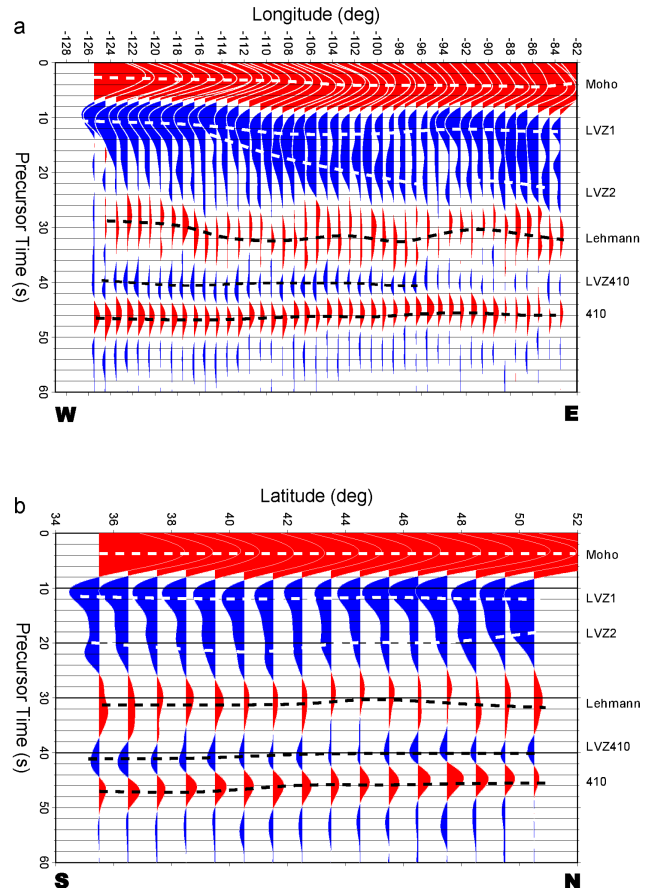 a
Longitude (deg)
-128 -126 -124 -122 -120 -118 -116 -114 -112 -110 -108 -106 -104 -102 -100 -98 -96 -94 -92 -90 -88 -86 -84 -82
Precursor Time (s)
0
10
20
30
40
50
60
Moho
LVZ1
LVZ2
Lehmann
LVZ410
410
W E
b
Latitude (deg)
34 36 38 40 42 44 46 48 50 52
Precursor Time (s)
0
10
20
30
40
50
60
Moho
LVZ1
LVZ2
Lehmann
LVZ410
410
S N